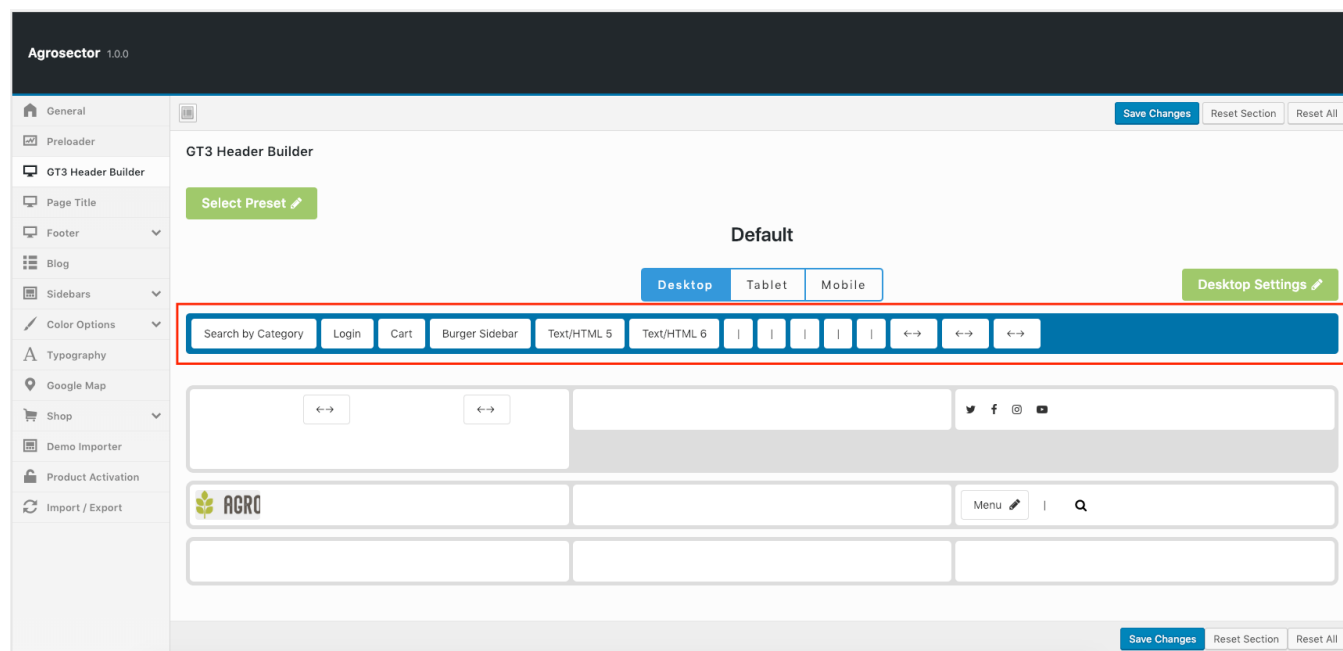 Agrosector 1.0.0
General
Preloader
GT3 Header Builder
Page Title
Footer
Blog
Sidebars
Color Options
Typography
Google Map
Shop
Demo Importer
Product Activation
Import / Export
Save Changes Reset Section Reset All
GT3 Header Builder
Select Preset
Default
Desktop Tablet Mobile
Desktop Settings
Search by Category Login Cart Burger Sidebar Text/HTML 5 Text/HTML 6 | | | | |
AGRO
Menu |
Save Changes Reset Section Reset All